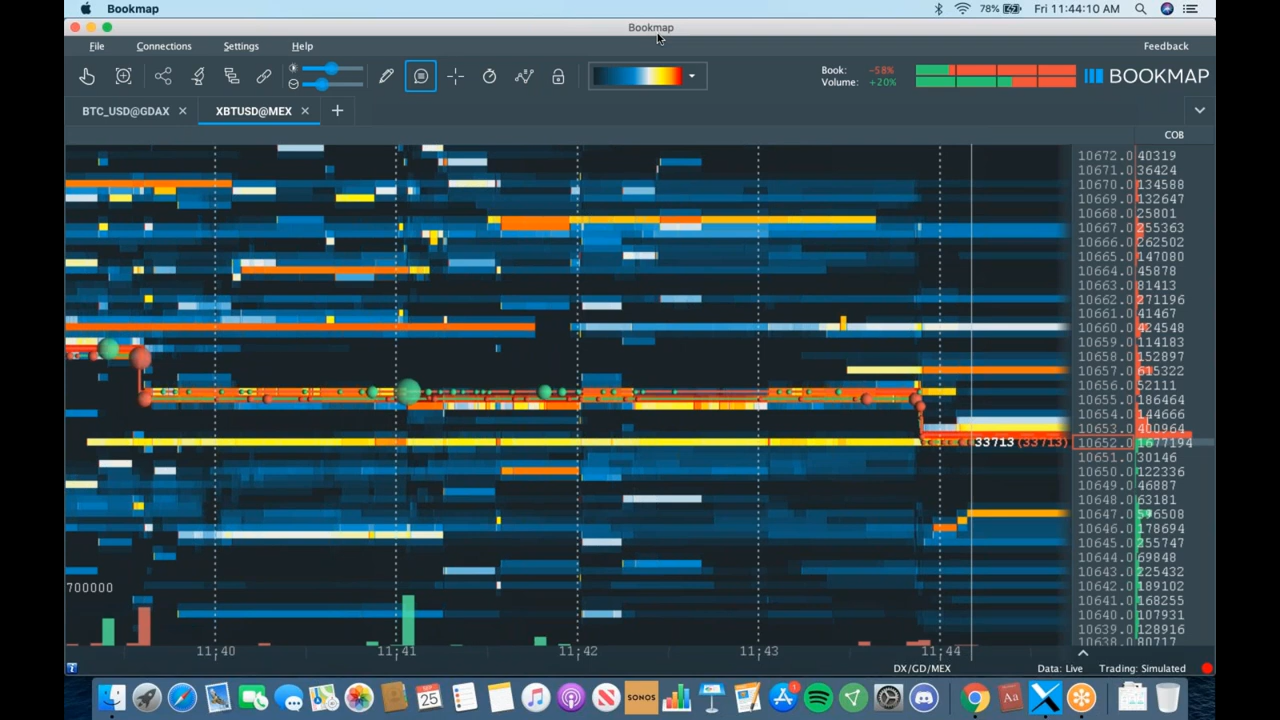 Bookmap
78%
Fri 11:44:10 AM
Bookmap
File
Connections
Settings
Help
Feedback
Book: -58%
Volume: +20%
BOOKMAP
BTC_USD@GDAX
XBTUSD@MEX
COB
10672.0 40319
10671.0 36424
10670.0 134588
10669.0 132647
10668.0 25801
10667.0 255363
10666.0 262502
10665.0 147080
10664.0 45878
10663.0 81413
10662.0 271196
10661.0 41467
10660.0 424548
10659.0 114183
10658.0 152897
10657.0 615322
10656.0 52111
10655.0 186464
10654.0 144666
10653.0 400964
33713 (33713) 10652.0 1677194
10651.0 30146
10650.0 122336
10649.0 46887
10648.0 63181
10647.0 596508
10646.0 178694
10645.0 255747
10644.0 69848
10643.0 225432
10642.0 189102
700000
10641.0 168255
10640.0 107931
10639.0 128916
10638.0 80717
11:40 11:41 11:42 11:43 11:44
DX/GD/MEX
Data: Live
Trading: Simulated
25
SONOS
1
Aa